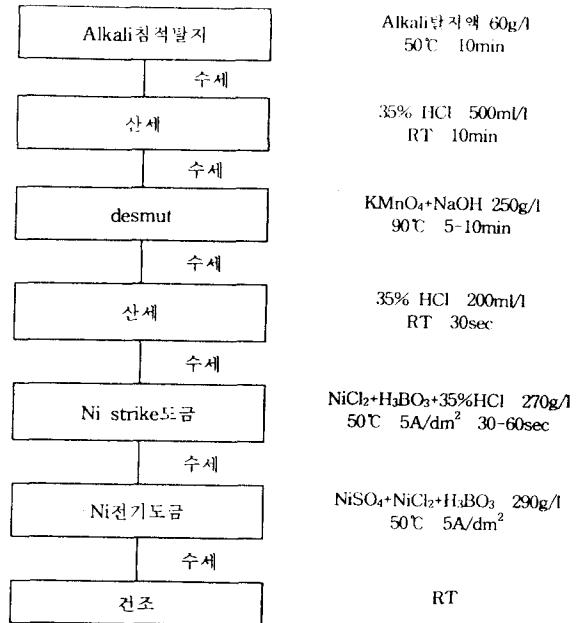 Alkali침적탈지
Alkali탈지액 60g/l
50℃ 10min
수세
산세
35% HCl 500ml/l
RT 10min
수세
desmut
KMnO₄+NaOH 250g/l
90℃ 5-10min
수세
산세
35% HCl 200ml/l
RT 30sec
수세
Ni strike도금
NiCl₂+H₃BO₃+35%HCl 270g/l
50℃ 5A/dm² 30-60sec
수세
Ni전기도금
NiSO₄+NiCl₂+H₃BO₃ 290g/l
50℃ 5A/dm²
수세
건조
RT